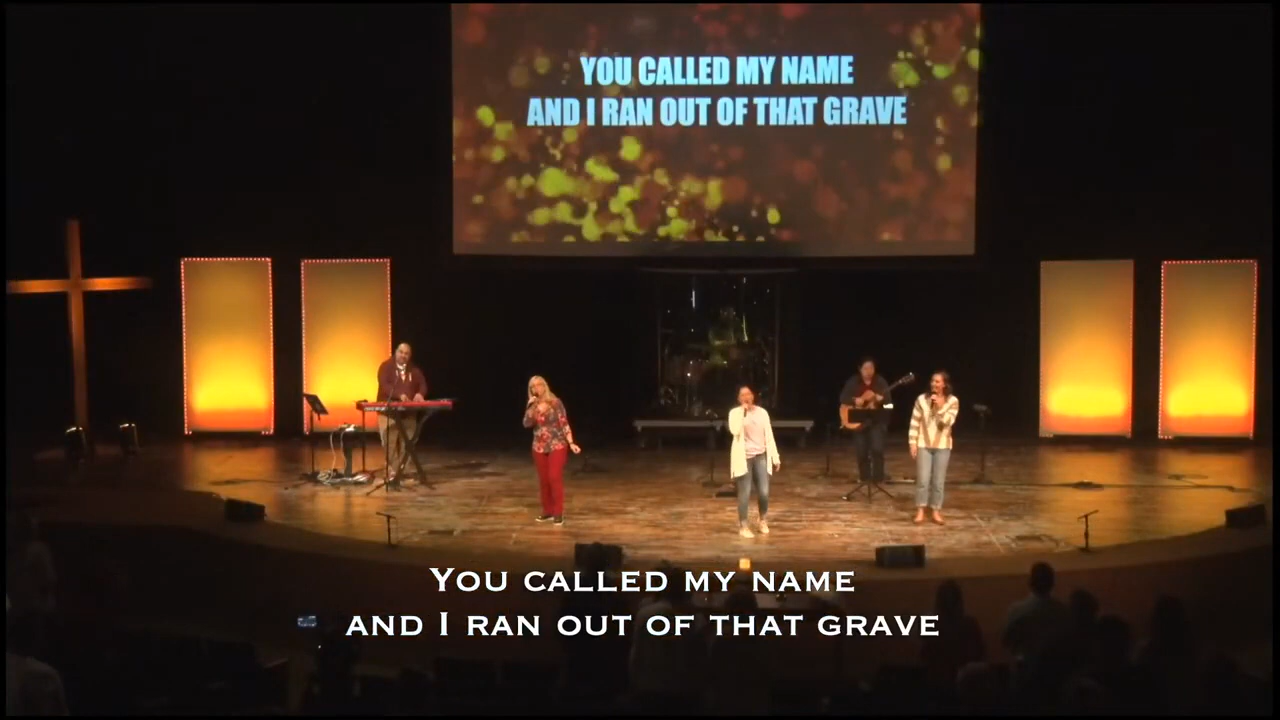 YOU CALLED MY NAME
AND I RAN OUT OF THAT GRAVE
You called my name
and I ran out of that grave